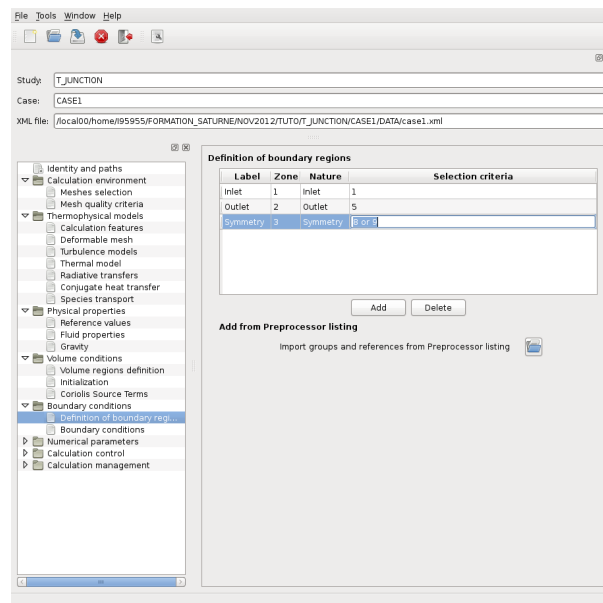 File Tools Window Help
Study: T_JUNCTION
Case: CASE1
XML file: /local00/home/I95955/FORMATION_SATURNE/NOV2012/TUTO/T_JUNCTION/CASE1/DATA/case1.xml
Identity and paths
Calculation environment
Meshes selection
Mesh quality criteria
Thermophysical models
Calculation features
Deformable mesh
Turbulence models
Thermal model
Radiative transfers
Conjugate heat transfer
Species transport
Physical properties
Reference values
Fluid properties
Gravity
Volume conditions
Volume regions definition
Initialization
Coriolis Source Terms
Boundary conditions
Definition of boundary regi...
Boundary conditions
Numerical parameters
Calculation control
Calculation management
Definition of boundary regions
Label Zone Nature Selection criteria
Inlet 1 Inlet 1
Outlet 2 Outlet 5
Symmetry 3 Symmetry 8 or 9
Add Delete
Add from Preprocessor listing
Import groups and references from Preprocessor listing